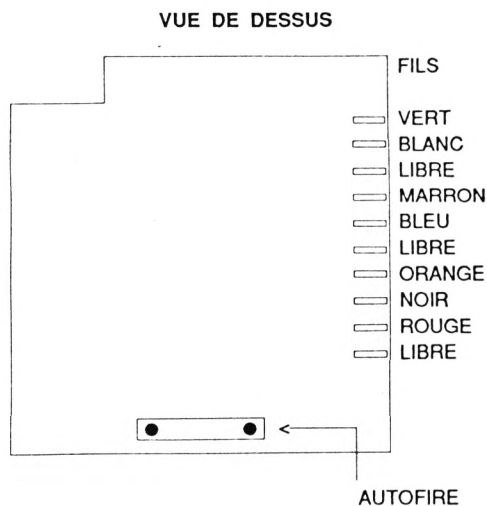 VUE DE DESSUS
FILS
VERT
BLANC
LIBRE
MARRON
BLEU
LIBRE
ORANGE
NOIR
ROUGE
LIBRE
AUTOFIRE